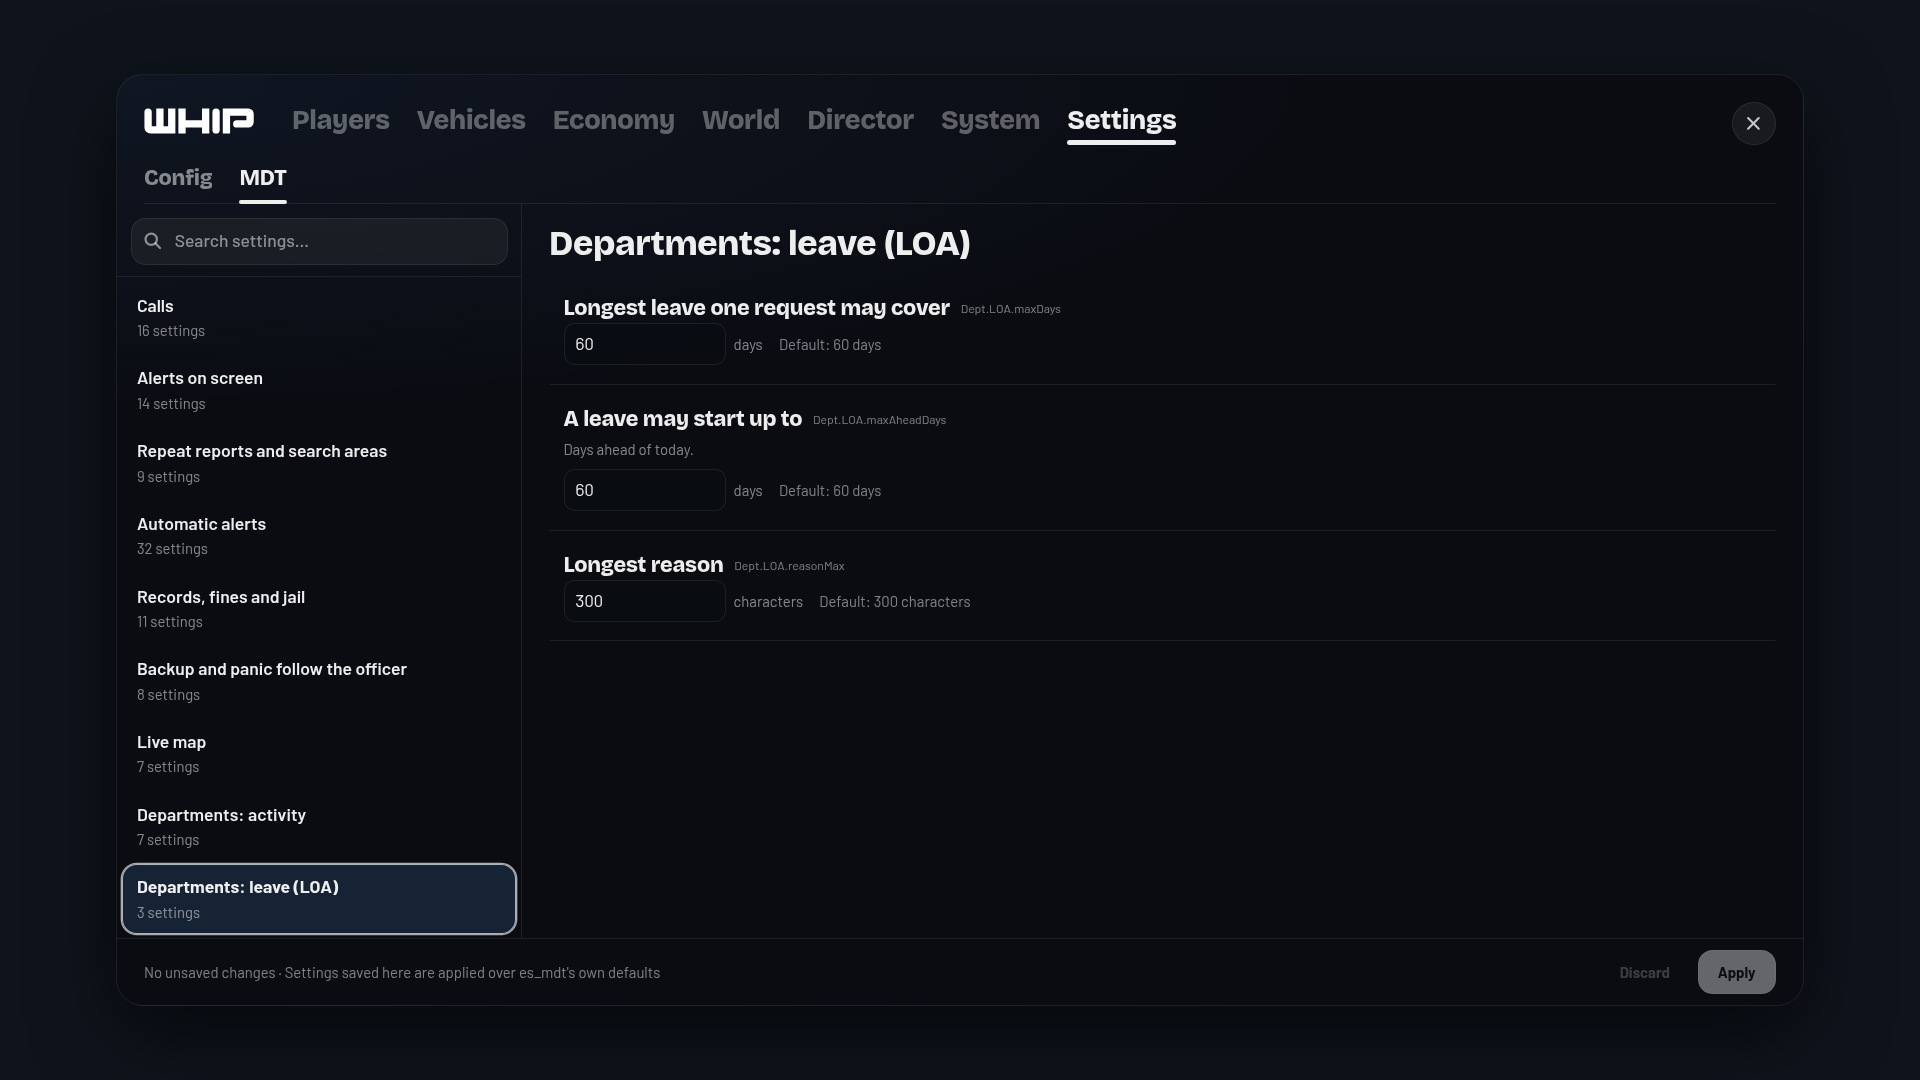 WHIP Players Vehicles Economy World Director System Settings
Config MDT
Search settings...
Calls
16 settings
Alerts on screen
14 settings
Repeat reports and search areas
9 settings
Automatic alerts
32 settings
Records, fines and jail
11 settings
Backup and panic follow the officer
8 settings
Live map
7 settings
Departments: activity
7 settings
Departments: leave (LOA)
3 settings
Departments: leave (LOA)
Longest leave one request may cover Dept.LOA.maxDays
60 days Default: 60 days
A leave may start up to Dept.LOA.maxAheadDays
Days ahead of today.
60 days Default: 60 days
Longest reason Dept.LOA.reasonMax
300 characters Default: 300 characters
No unsaved changes · Settings saved here are applied over es_mdt's own defaults
Discard Apply